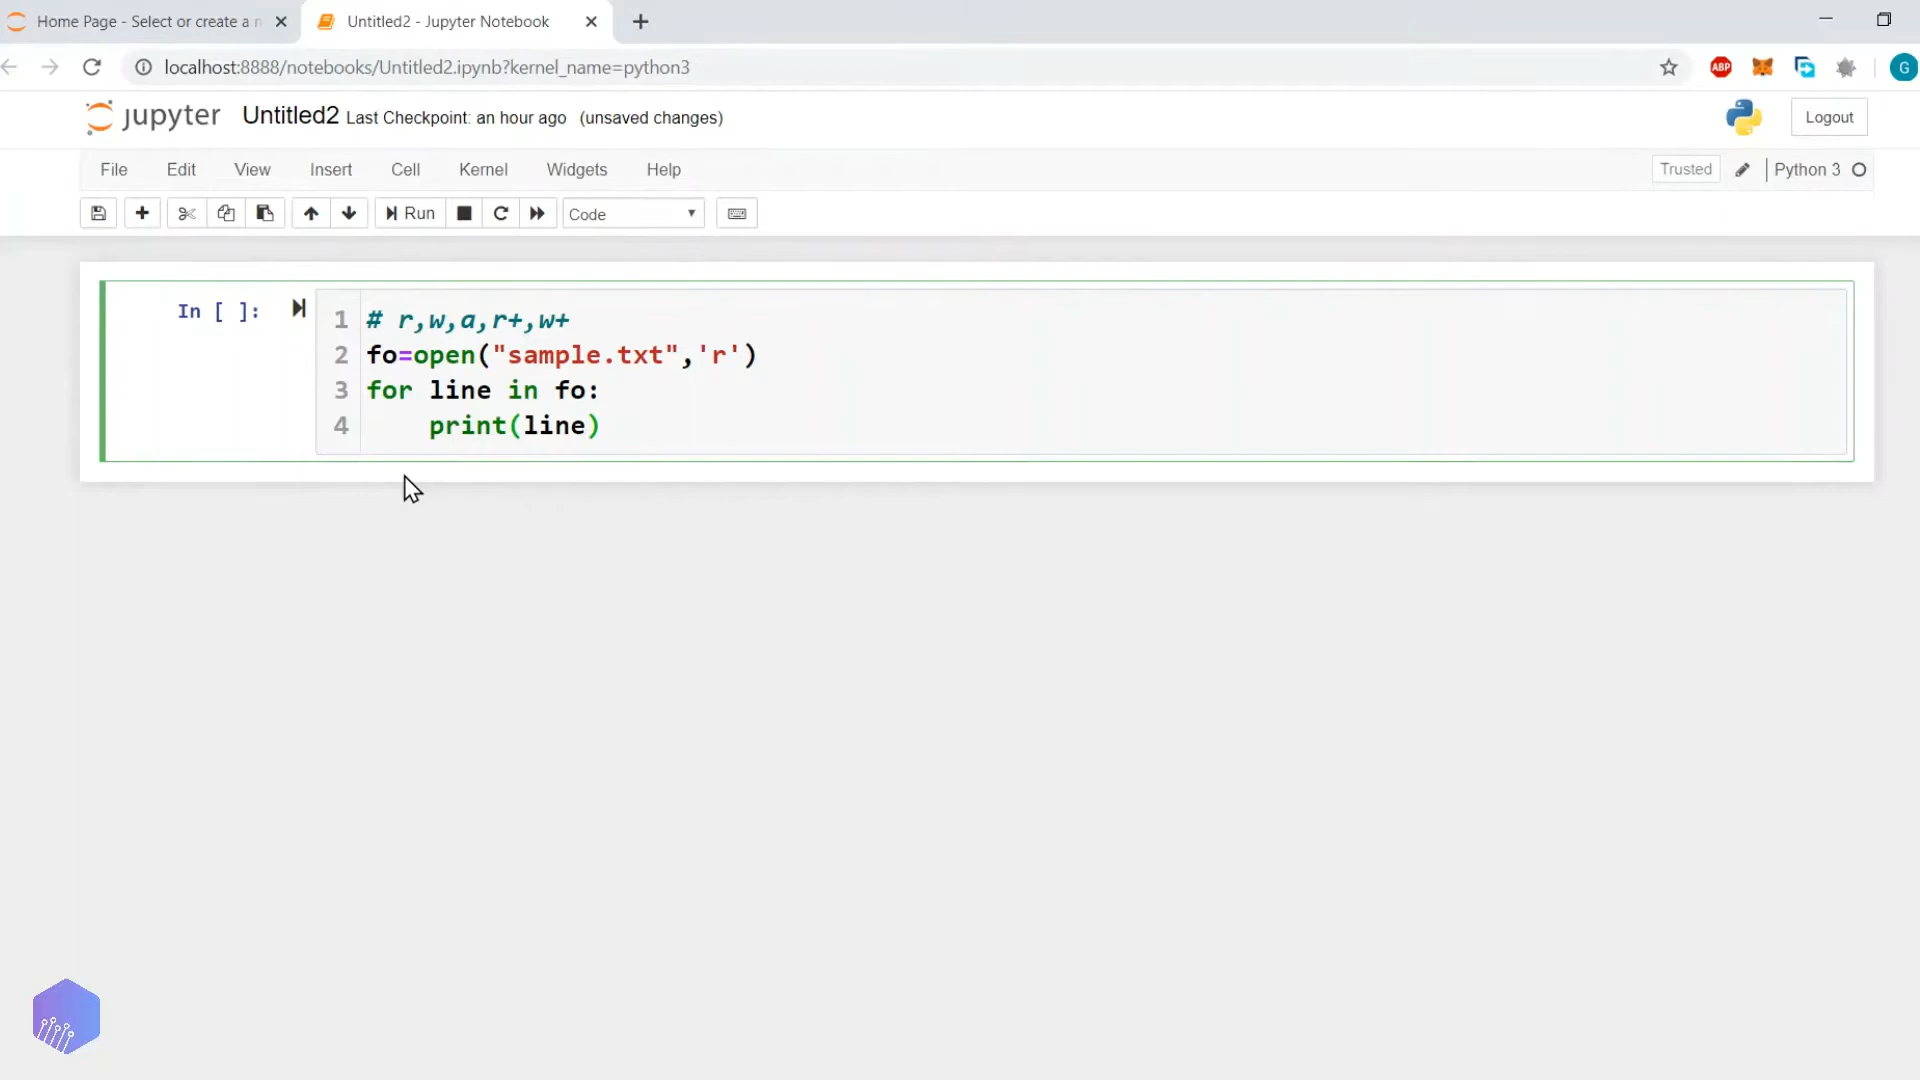 Home Page - Select or create a n
Untitled2 - Jupyter Notebook
localhost:8888/notebooks/Untitled2.ipynb?kernel_name=python3
ABP
G
jupyter Untitled2 Last Checkpoint: an hour ago (unsaved changes)
Logout
File Edit View Insert Cell Kernel Widgets Help
Trusted Python 3
Run Code
In [ ]:
1 # r,w,a,r+,w+
2 fo=open("sample.txt",'r')
3 for line in fo:
4     print(line)